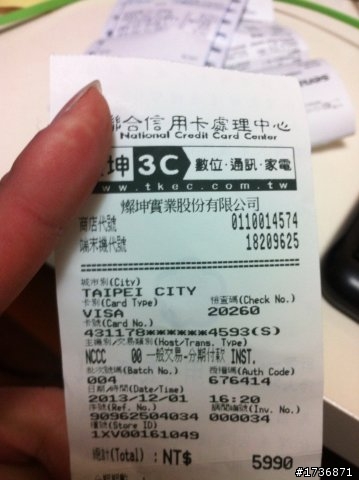 聯合信用卡處理中心
National Credit Card Center
坤 3C 數位·通訊·家電
www.tkec.com.tw
燦坤實業股份有限公司
商店代號 0110014574
端末機代號 18209625
城市別(City)
TAIPEI CITY
卡別(Card Type) 檢查碼(Check No.)
VISA 20260
卡號(Card No.)
431178******4593(S)
主機別/交易類別(Host/Trans. Type)
NCCC 00 一般交易-分期付款 INST.
批次號碼(Batch No.) 授權碼(Auth Code)
004 676414
日期/時間(Date/Time)
2013/12/01 16:20
序號(Ref. No.) 調閱編號(Inv. No.)
90962504034 000034
櫃號(Store ID)
1XV00161049
總計(Total) : NT$ 5990
#1736871